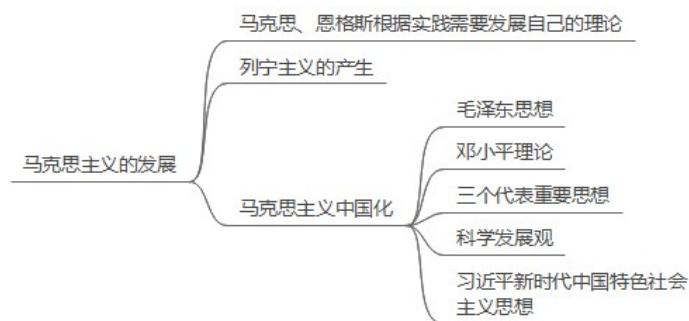 马克思、恩格斯根据实践需要发展自己的理论
列宁主义的产生
马克思主义的发展
马克思主义中国化
毛泽东思想
邓小平理论
三个代表重要思想
科学发展观
习近平新时代中国特色社会
主义思想